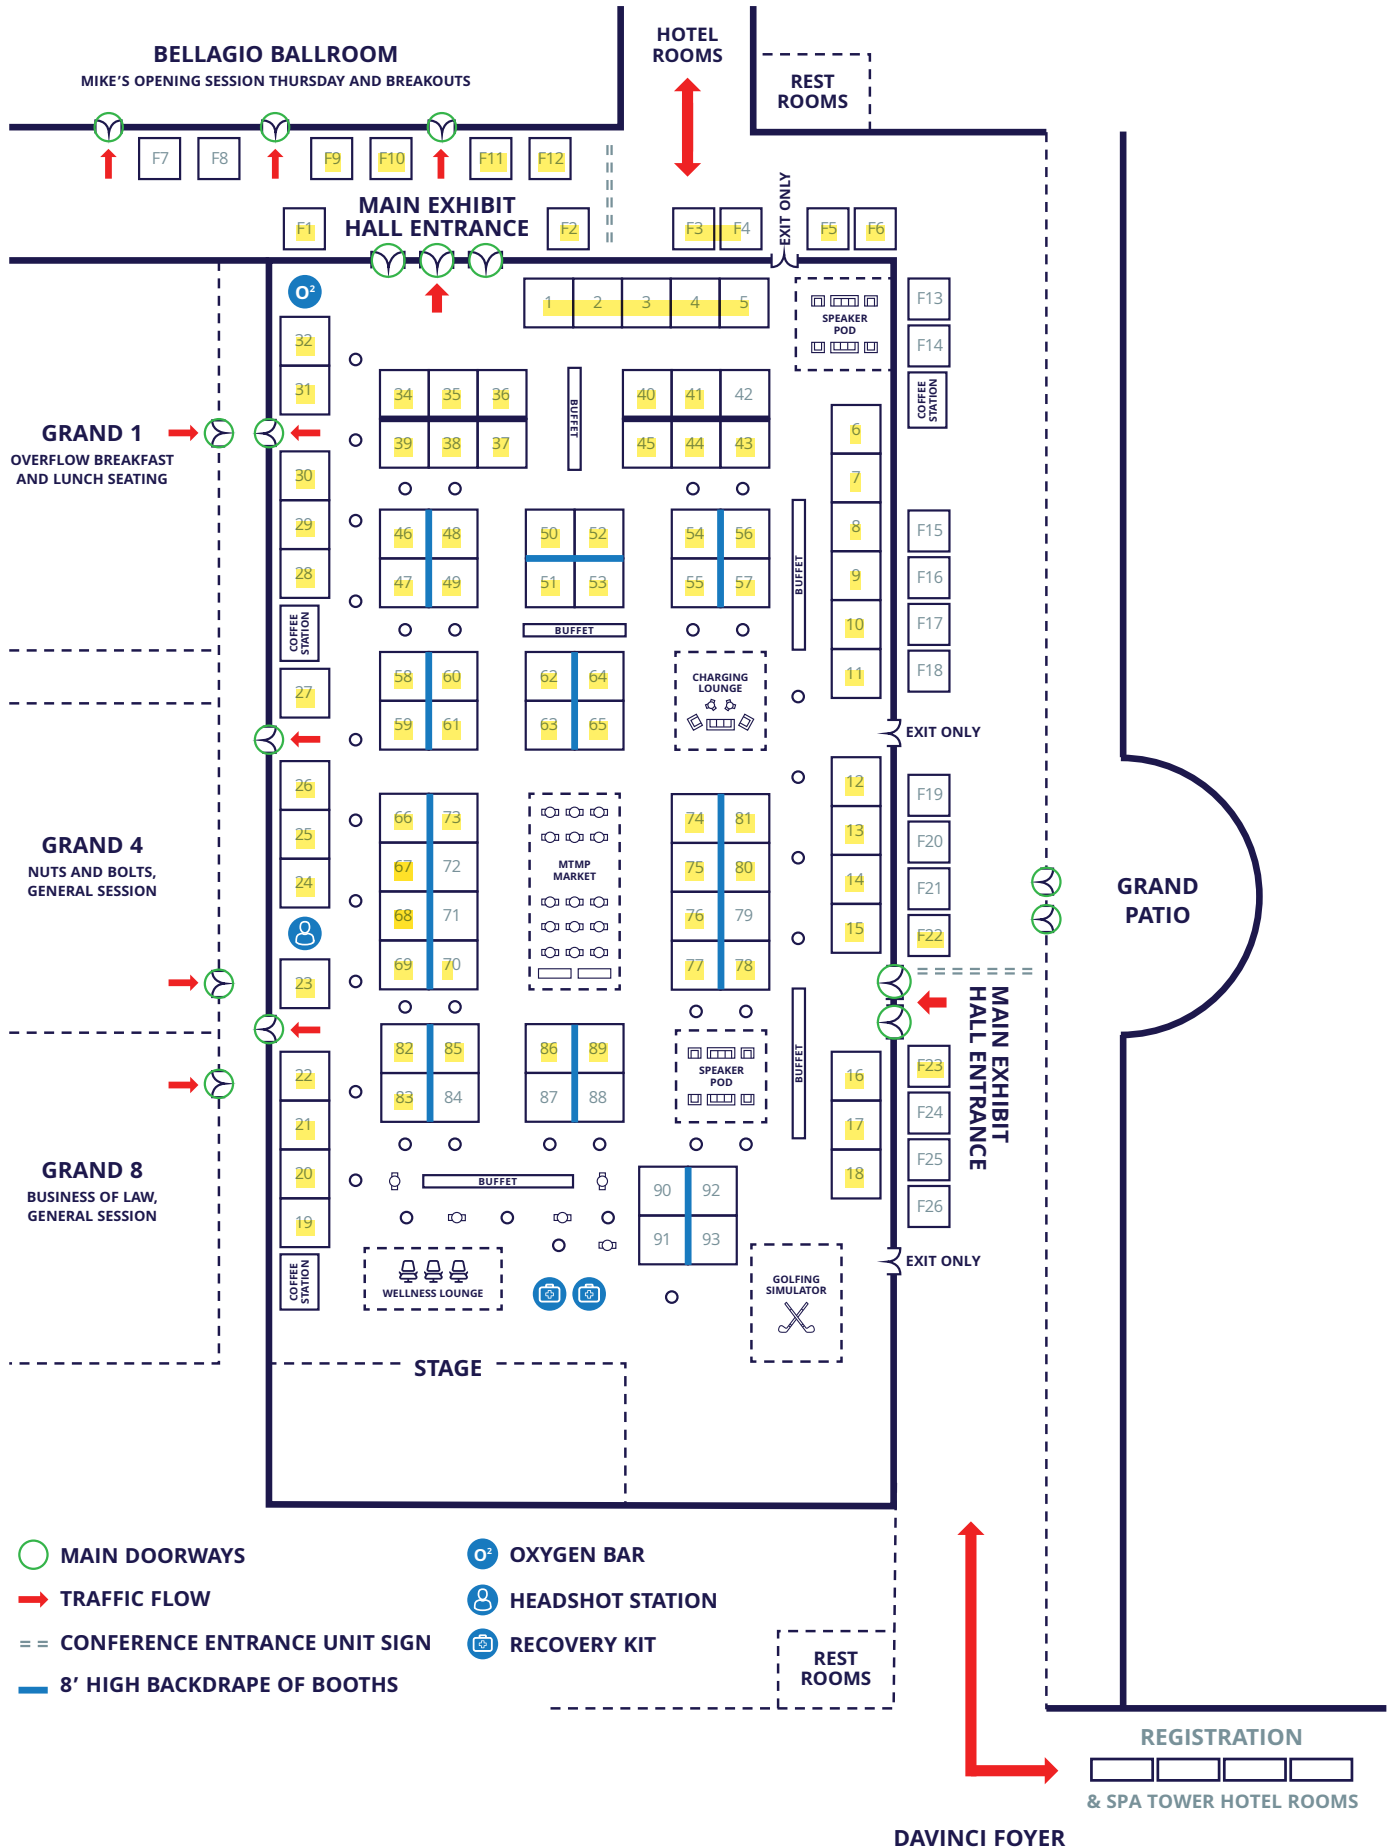 BELLAGIO BALLROOM
MIKE'S OPENING SESSION THURSDAY AND BREAKOUTS
HOTEL
ROOMS
REST
ROOMS
F7 F8 F9 F10 F11 F12
EXIT ONLY
MAIN EXHIBIT
HALL ENTRANCE
F1 F2 F3 F4 F5 F6
O²
1 2 3 4 5
SPEAKER
POD
F13
F14
COFFEE
STATION
32
31
34 35 36
39 38 37
BUFFET
40 41 42
45 44 43
GRAND 1
OVERFLOW BREAKFAST
AND LUNCH SEATING
6
7
8
9
10
11
30
29
28
46 48
47 49
50 52
51 53
54 56
55 57
BUFFET
F15
F16
F17
F18
COFFEE
STATION
BUFFET
27
58 60
59 61
62 64
63 65
CHARGING
LOUNGE
EXIT ONLY
26
25
24
66 73
67 72
68 71
69 70
MTMP
MARKET
74 81
75 80
76 79
77 78
12
13
14
15
F19
F20
F21
F22
GRAND 4
NUTS AND BOLTS,
GENERAL SESSION
GRAND
PATIO
23
MAIN EXHIBIT
HALL ENTRANCE
82 85
83 84
86 89
87 88
SPEAKER
POD
BUFFET
22
21
20
19
16
17
18
F23
F24
F25
F26
GRAND 8
BUSINESS OF LAW,
GENERAL SESSION
BUFFET
90 92
91 93
COFFEE
STATION
WELLNESS LOUNGE
GOLFING
SIMULATOR
EXIT ONLY
STAGE
MAIN DOORWAYS
TRAFFIC FLOW
CONFERENCE ENTRANCE UNIT SIGN
8' HIGH BACKDRAPE OF BOOTHS
O² OXYGEN BAR
HEADSHOT STATION
RECOVERY KIT
REST
ROOMS
REGISTRATION
& SPA TOWER HOTEL ROOMS
DAVINCI FOYER